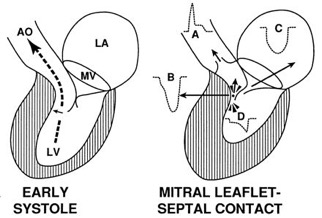 AO
LA
MV
LV
EARLY
SYSTOLE
A
C
B
D
MITRAL LEAFLET-
SEPTAL CONTACT